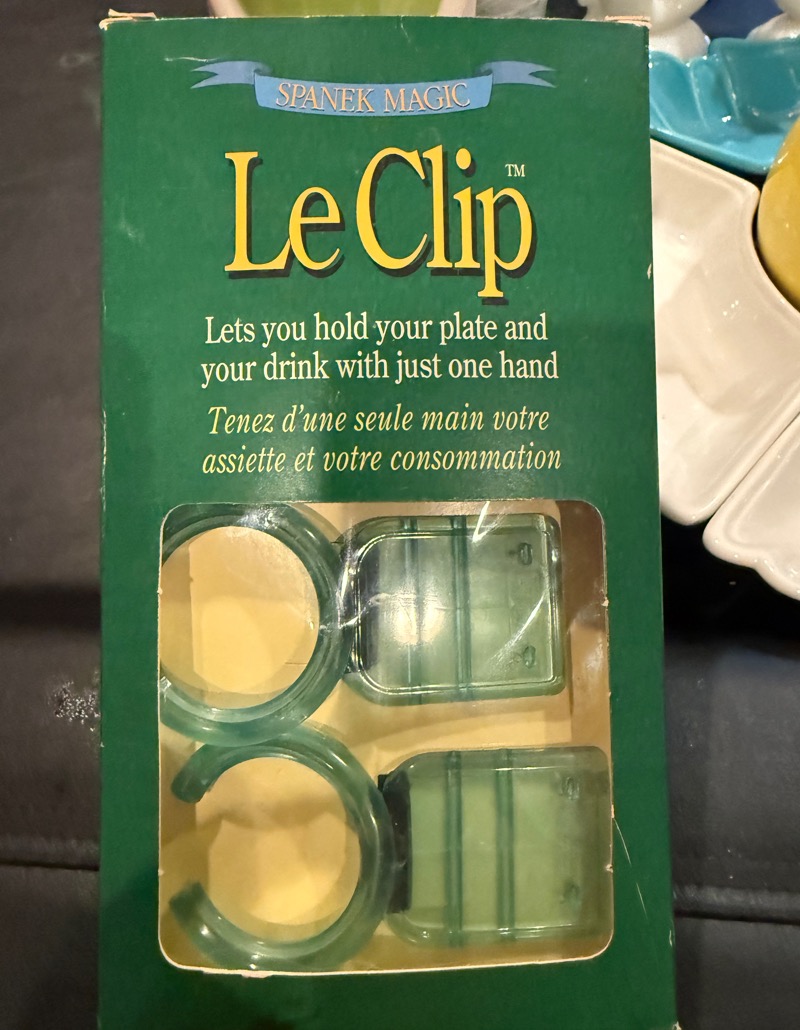 SPANEK MAGIC
Le Clip™
Lets you hold your plate and
your drink with just one hand
Tenez d'une seule main votre
assiette et votre consommation